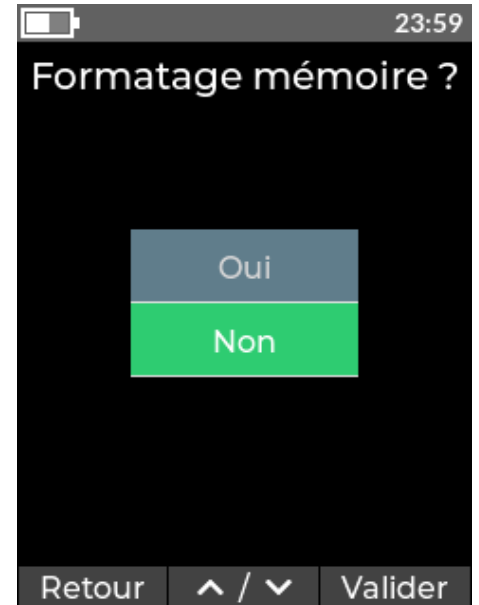 23:59
Formatage mémoire ?
Oui
Non
Retour ∧ / ∨ Valider